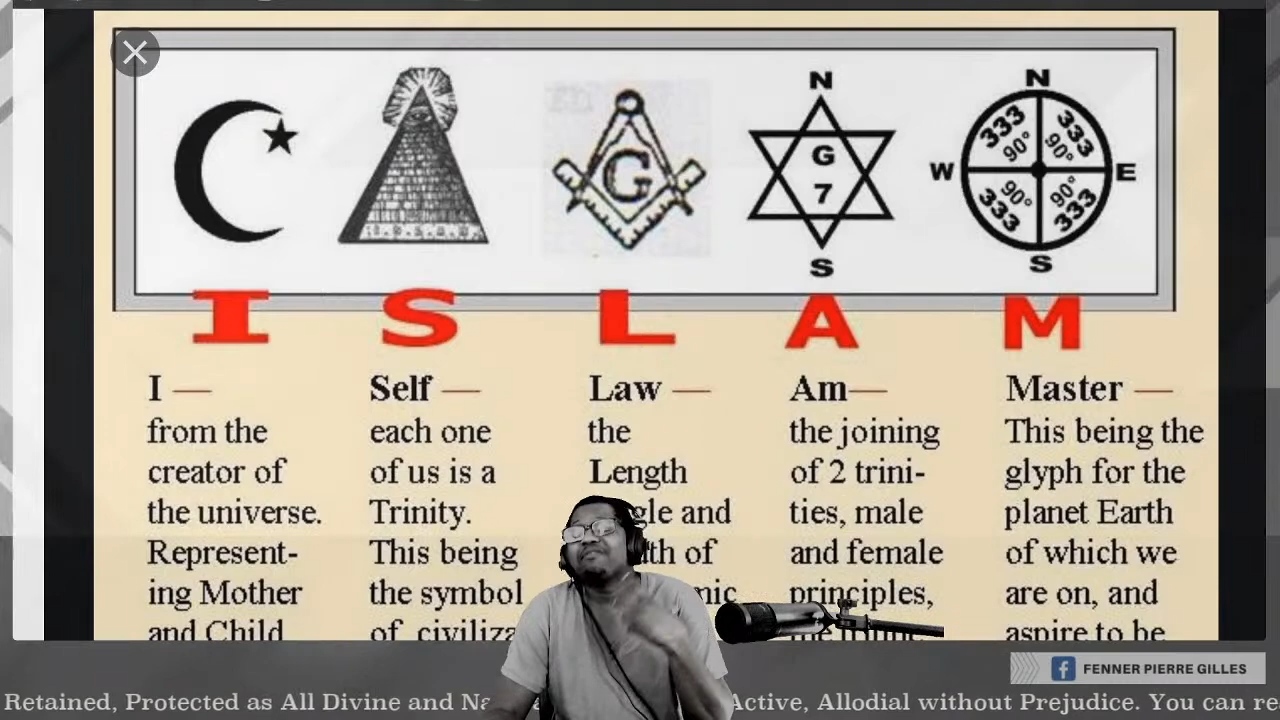 N N
G
G
7
333 333
90° 90°
W E
90° 90°
333 333
S S
I S L A M
I — Self — Law — Am— Master —
from the each one the the joining This being the
creator of of us is a Length of 2 trini- glyph for the
the universe. Trinity. and ties, male planet Earth
Represent- This being of and female of which we
ing Mother the symbol principles, are on, and
and Child of aspire to be
FENNER PIERRE GILLES
Retained, Protected as All Divine and Active, Allodial without Prejudice. You can